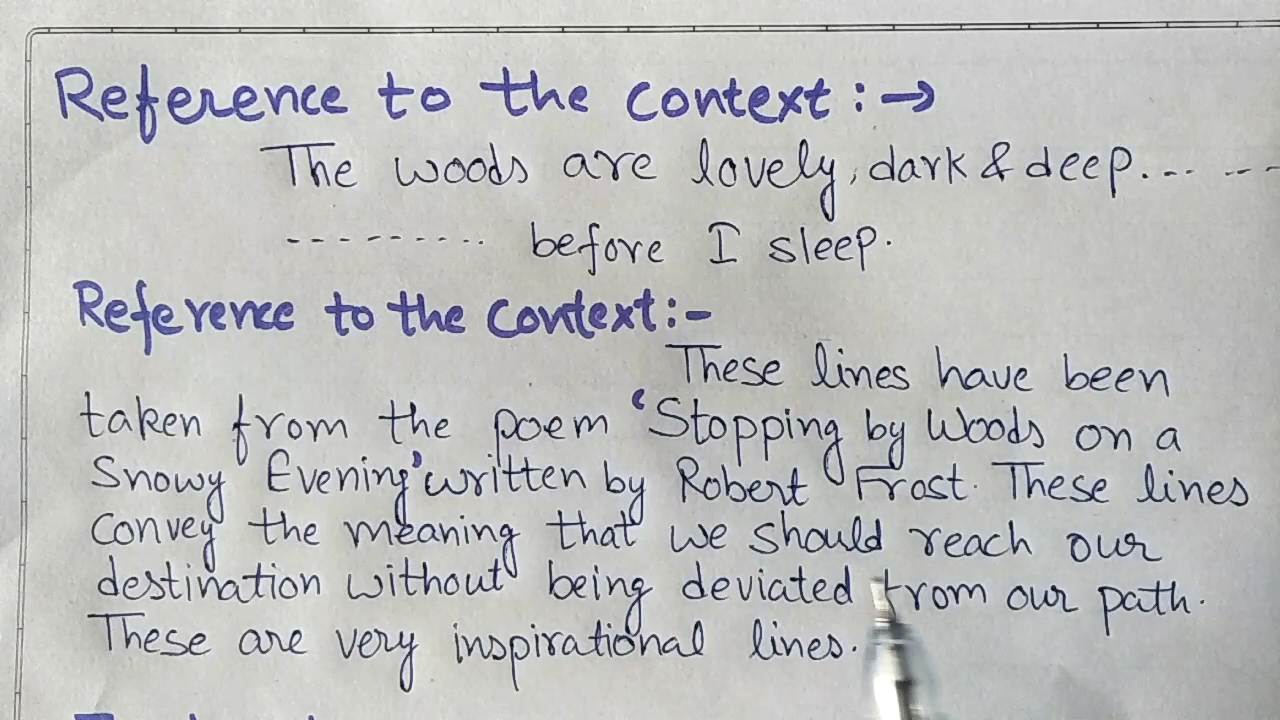 Reference to the context :→
The woods are lovely, dark & deep... ---
--------- before I sleep.
Reference to the context:-
These lines have been
taken from the poem 'Stopping by Woods on a
Snowy Evening' written by Robert Frost. These lines
convey the meaning that we should reach our
destination without being deviated from our path.
These are very inspirational lines.